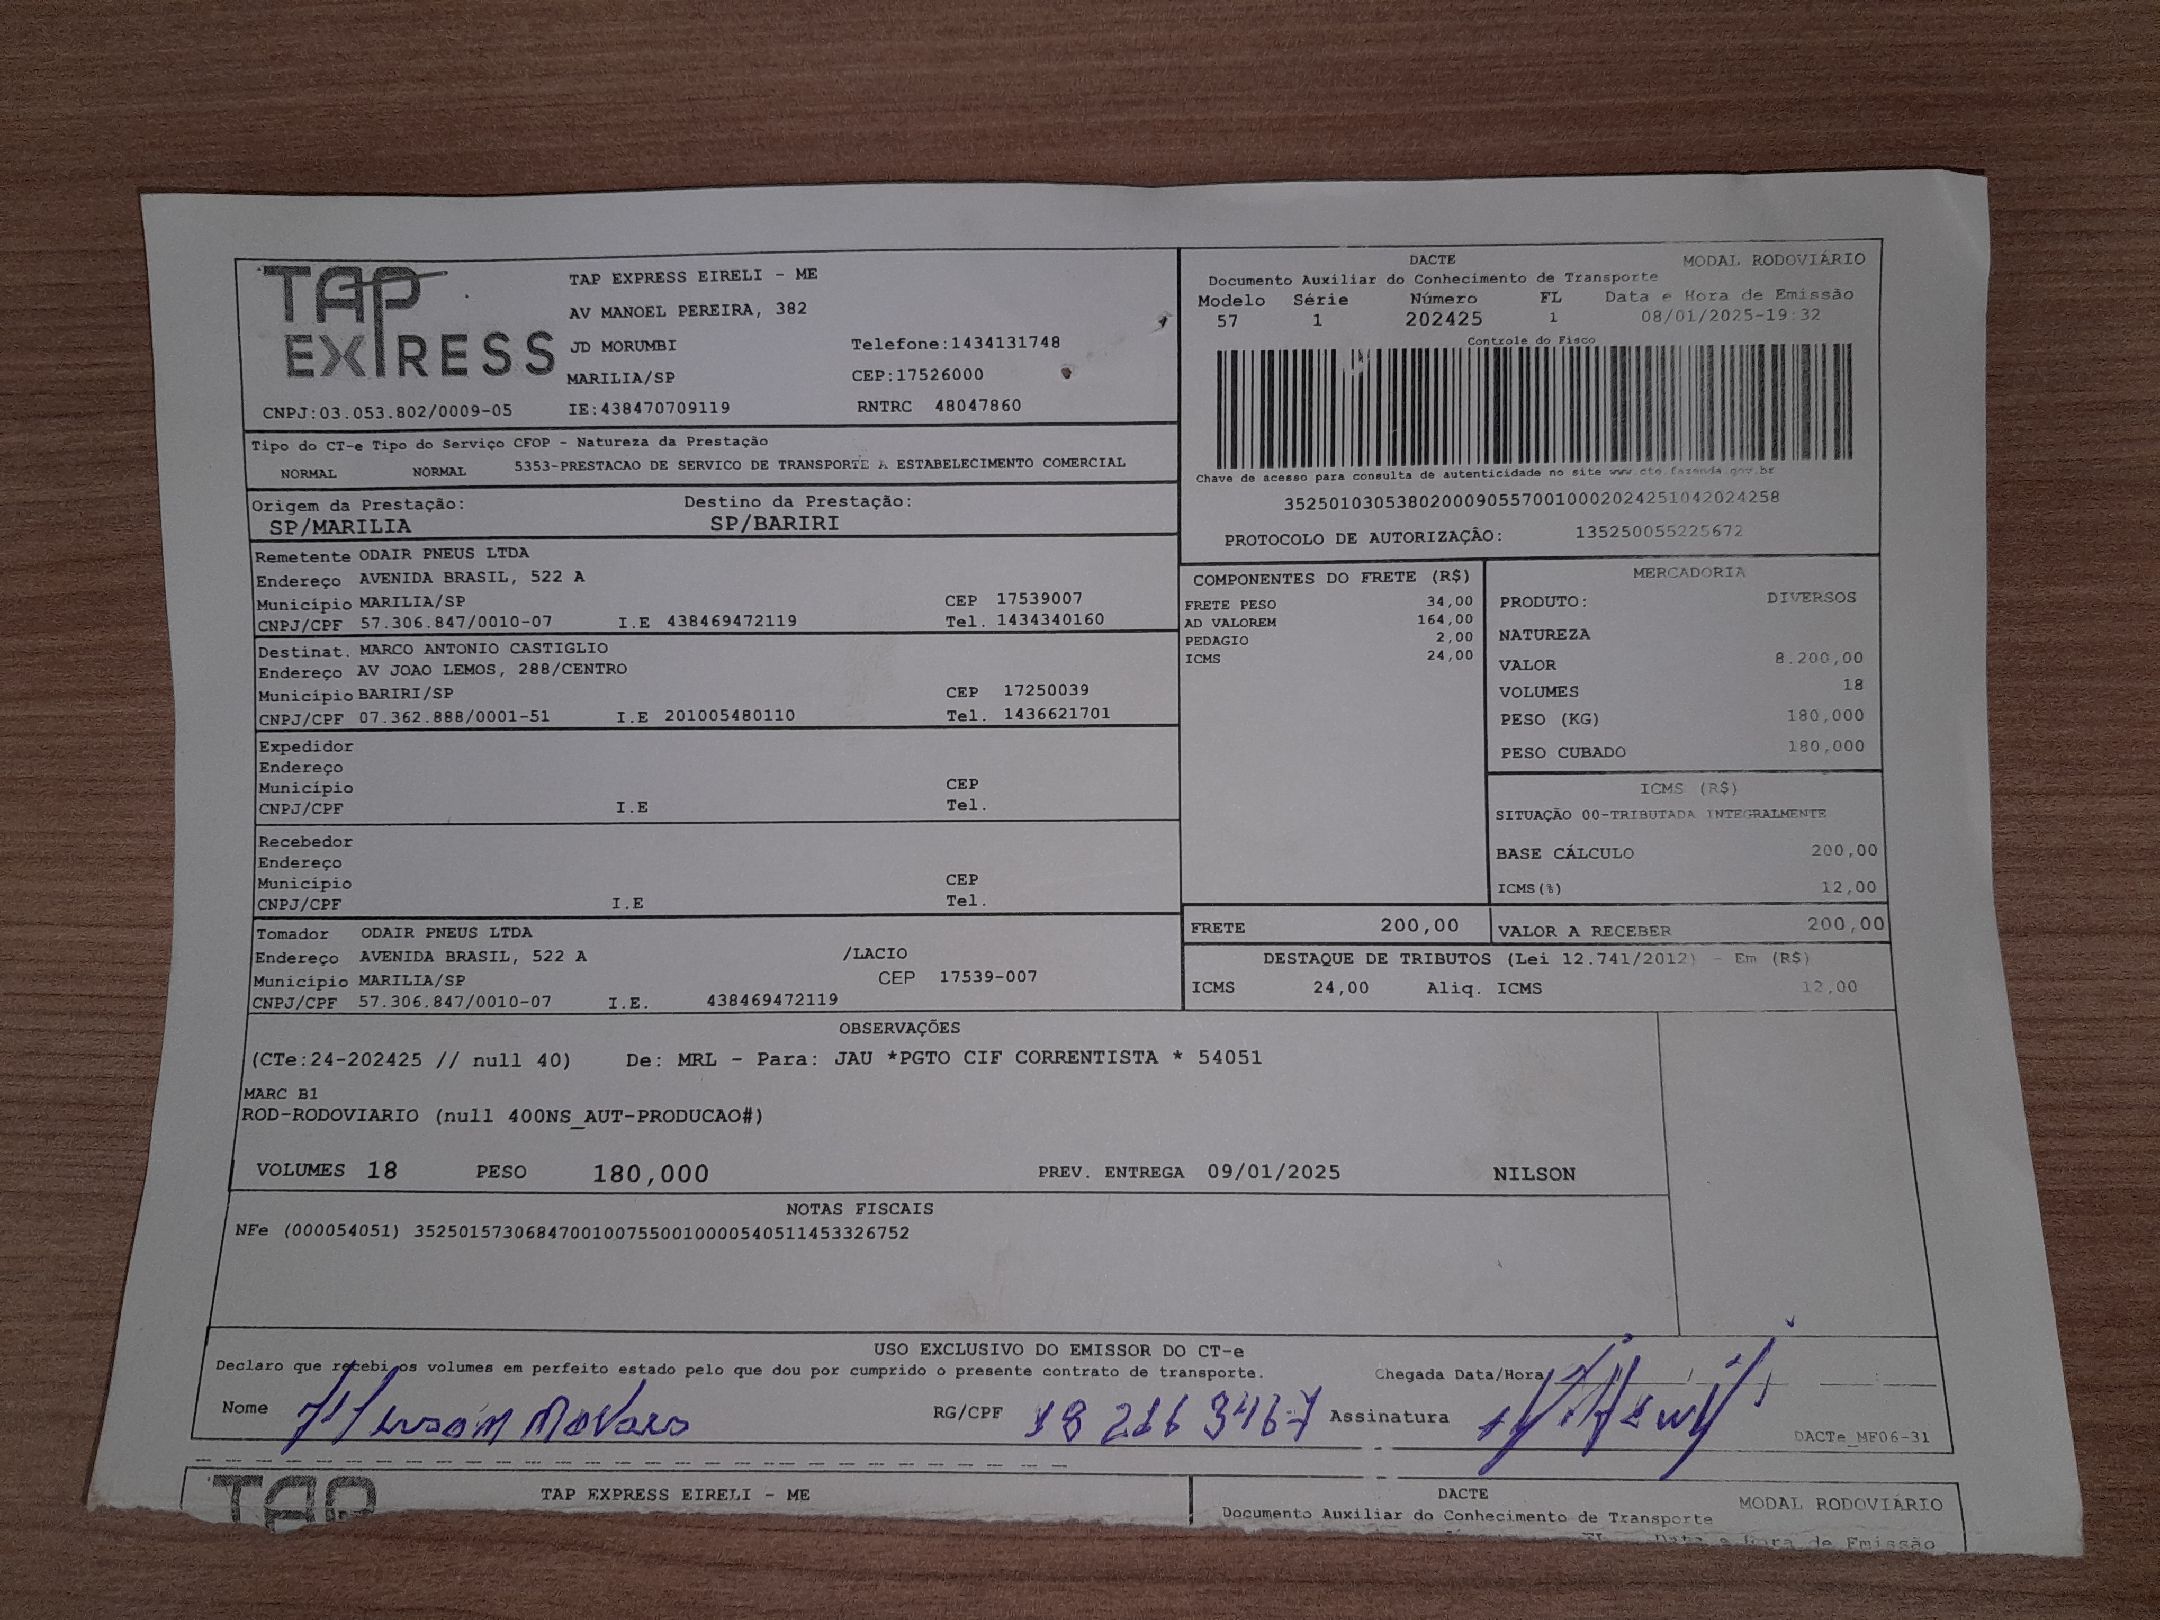 TAP EXPRESS
TAP EXPRESS EIRELI - ME
AV MANOEL PEREIRA, 382
JD MORUMBI Telefone:1434131748
MARILIA/SP CEP:17526000
CNPJ:03.053.802/0009-05 IE:438470709119 RNTRC 48047860
DACTE MODAL RODOVIÁRIO
Documento Auxiliar do Conhecimento de Transporte
Modelo Série Número FL Data e Hora de Emissão
57 1 202425 1 08/01/2025-19:32
Controle do Fisco
Chave de acesso para consulta de autenticidade no site www.cte.fazenda.gov.br
35250103053802000905570010002024251042024258
PROTOCOLO DE AUTORIZAÇÃO: 135250055225672
Tipo do CT-e Tipo do Serviço CFOP - Natureza da Prestação
NORMAL NORMAL 5353-PRESTACAO DE SERVICO DE TRANSPORTE A ESTABELECIMENTO COMERCIAL
Origem da Prestação: Destino da Prestação:
SP/MARILIA SP/BARIRI
Remetente ODAIR PNEUS LTDA
Endereço AVENIDA BRASIL, 522 A
Município MARILIA/SP CEP 17539007
CNPJ/CPF 57.306.847/0010-07 I.E 438469472119 Tel. 1434340160
Destinat. MARCO ANTONIO CASTIGLIO
Endereço AV JOAO LEMOS, 288/CENTRO
Município BARIRI/SP CEP 17250039
CNPJ/CPF 07.362.888/0001-51 I.E 201005480110 Tel. 1436621701
Expedidor
Endereço
Município CEP
CNPJ/CPF I.E Tel.
Recebedor
Endereço
Município CEP
CNPJ/CPF I.E Tel.
Tomador ODAIR PNEUS LTDA
Endereço AVENIDA BRASIL, 522 A /LACIO
Município MARILIA/SP CEP 17539-007
CNPJ/CPF 57.306.847/0010-07 I.E. 438469472119
COMPONENTES DO FRETE (R$)
FRETE PESO 34,00
AD VALOREM 164,00
PEDAGIO 2,00
ICMS 24,00
MERCADORIA
PRODUTO: DIVERSOS
NATUREZA
VALOR 8.200,00
VOLUMES 18
PESO (KG) 180,000
PESO CUBADO 180,000
ICMS (R$)
SITUAÇÃO 00-TRIBUTADA INTEGRALMENTE
BASE CÁLCULO 200,00
ICMS(%) 12,00
FRETE 200,00 VALOR A RECEBER 200,00
DESTAQUE DE TRIBUTOS (Lei 12.741/2012) - Em (R$)
ICMS 24,00 Aliq. ICMS 12,00
OBSERVAÇÕES
(CTe:24-202425 // null 40) De: MRL - Para: JAU *PGTO CIF CORRENTISTA * 54051
MARC B1
ROD-RODOVIARIO (null 400NS_AUT-PRODUCAO#)
VOLUMES 18 PESO 180,000 PREV. ENTREGA 09/01/2025 NILSON
NOTAS FISCAIS
NFe (000054051) 35250157306847001007550010000540511453326752
USO EXCLUSIVO DO EMISSOR DO CT-e
Declaro que recebi os volumes em perfeito estado pelo que dou por cumprido o presente contrato de transporte. Chegada Data/Hora
Nome RG/CPF 18 216 3467 Assinatura
DACTe_MF06-31
TAP
TAP EXPRESS EIRELI - ME
DACTE MODAL RODOVIÁRIO
Documento Auxiliar do Conhecimento de Transporte
FL Data e Hora de Emissão